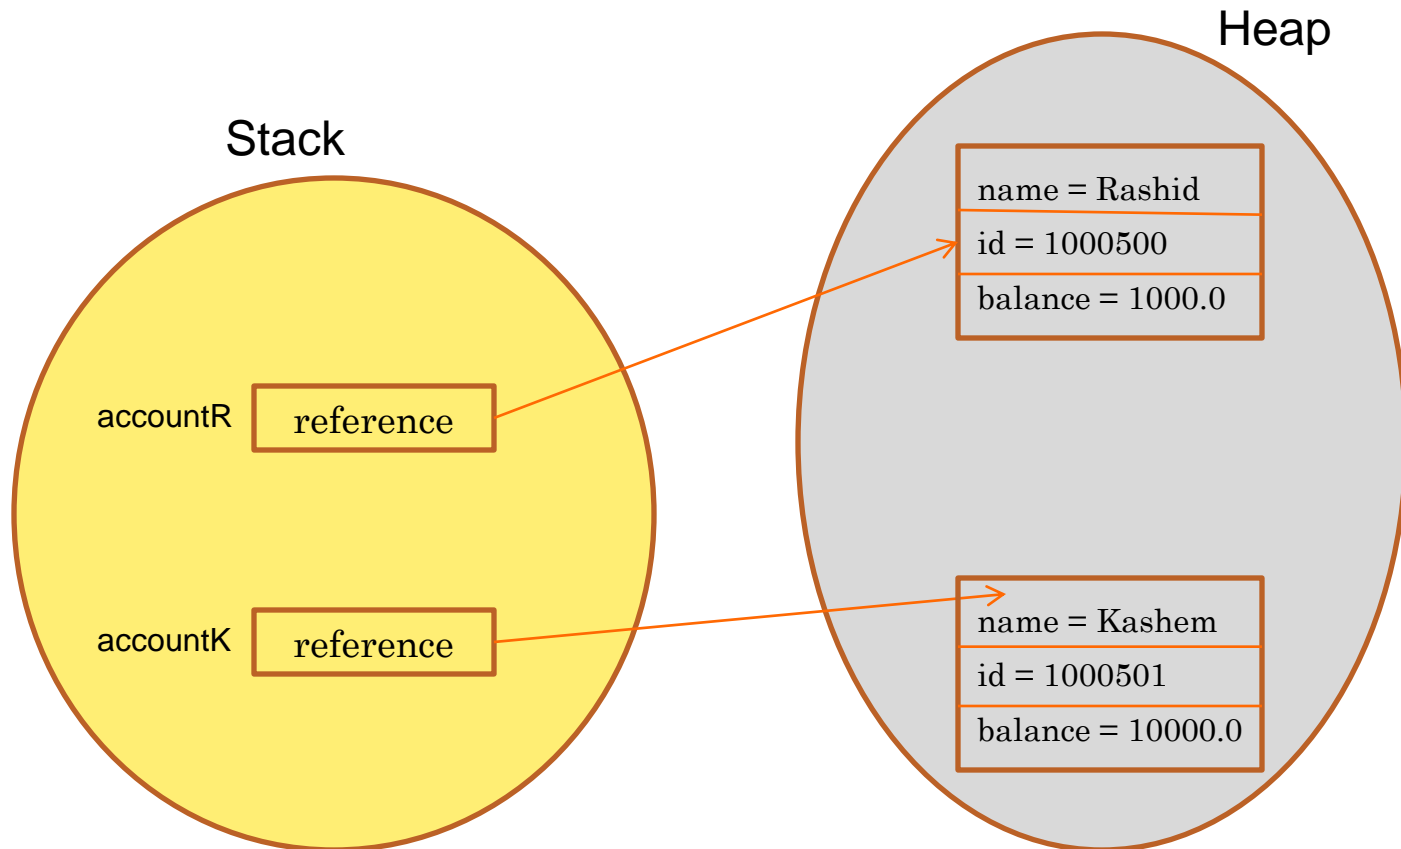 Heap
Stack
name = Rashid
id = 1000500
balance = 1000.0
accountR
reference
accountK
reference
name = Kashem
id = 1000501
balance = 10000.0